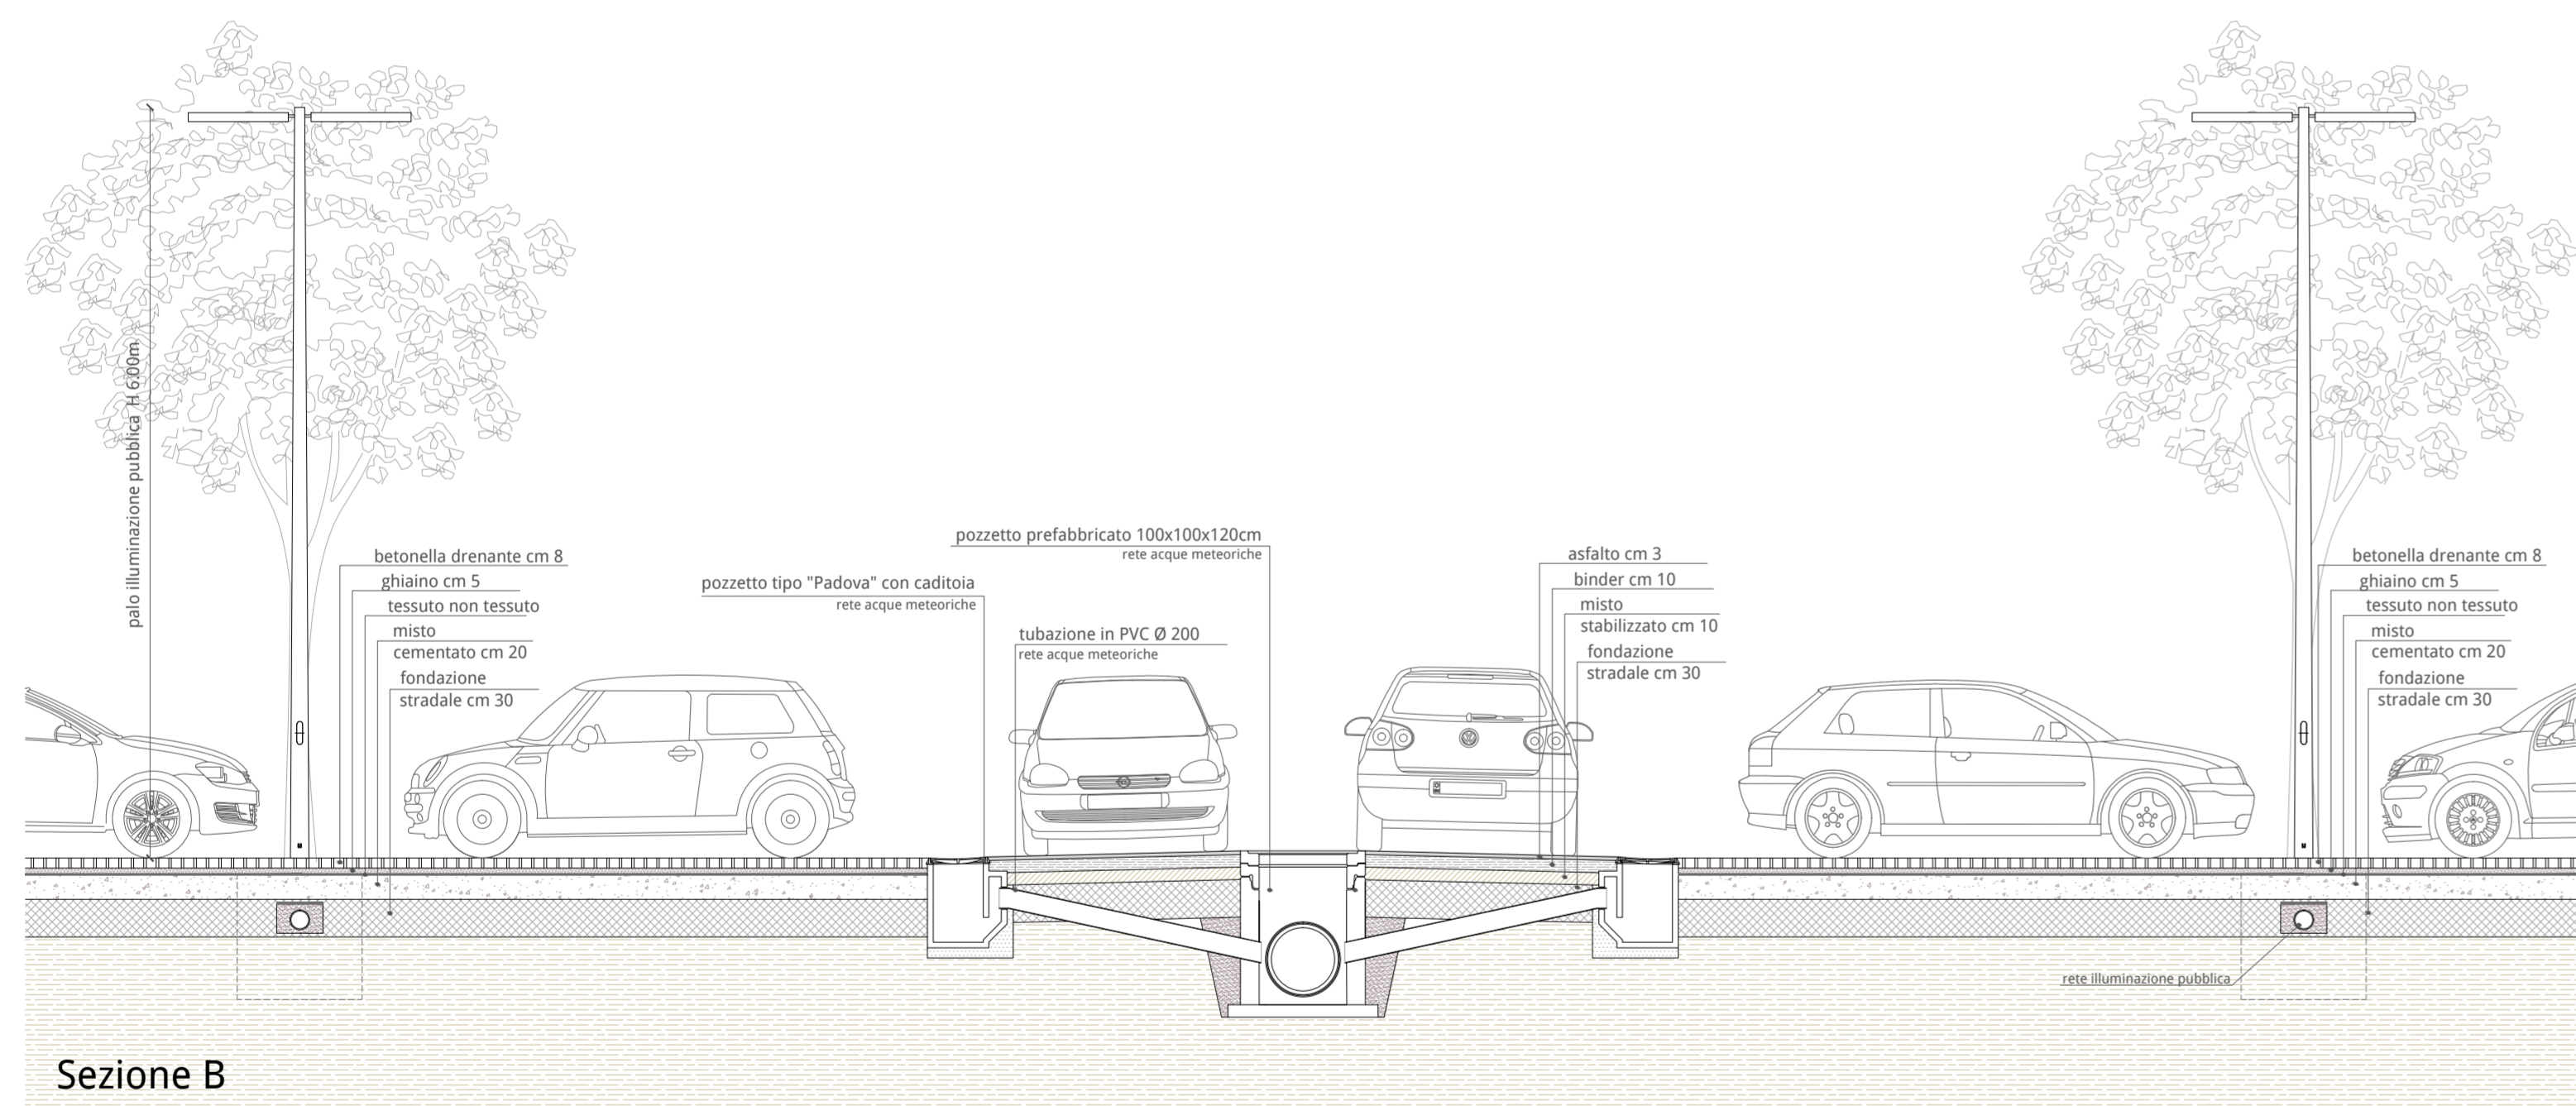 palo illuminazione pubblica H 6.00m
betonella drenante cm 8
ghiaino cm 5
tessuto non tessuto
misto
cementato cm 20
fondazione
stradale cm 30
pozzetto tipo "Padova" con caditoia
rete acque meteoriche
pozzetto prefabbricato 100x100x120cm
rete acque meteoriche
tubazione in PVC Ø 200
rete acque meteoriche
asfalto cm 3
binder cm 10
misto
stabilizzato cm 10
fondazione
stradale cm 30
betonella drenante cm 8
ghiaino cm 5
tessuto non tessuto
misto
cementato cm 20
fondazione
stradale cm 30
rete illuminazione pubblica
Sezione B